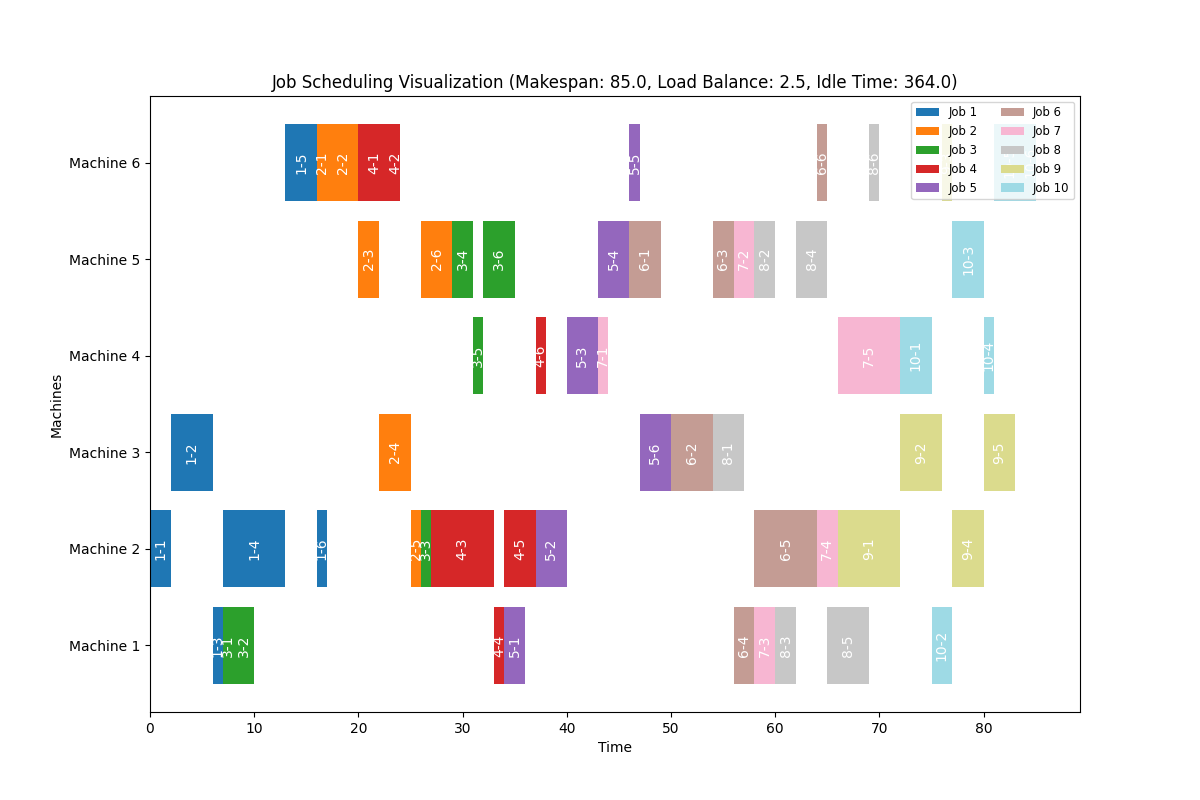 Job Scheduling Visualization (Makespan: 85.0, Load Balance: 2.5, Idle Time: 364.0)
Machines
Machine 6
1-5 2-1 2-2 4-1 4-2 5-5 6-6 8-6
Job 1 Job 6
Job 2 Job 7
Job 3 Job 8
Job 4 Job 9
Job 5 Job 10
Machine 5
2-3 2-6 3-4 3-6 5-4 6-1 6-3 7-2 8-2 8-4 10-3
Machine 4
3-5 4-6 5-3 7-1 7-5 10-1 10-4
Machine 3
1-2 2-4 5-6 6-2 8-1 9-2 9-5
Machine 2
1-1 1-4 1-6 2-5 3-3 4-3 4-5 5-2 6-5 7-4 9-1 9-4
Machine 1
1-3 3-1 3-2 4-4 5-1 6-4 7-3 8-3 8-5 10-2
0 10 20 30 40 50 60 70 80
Time